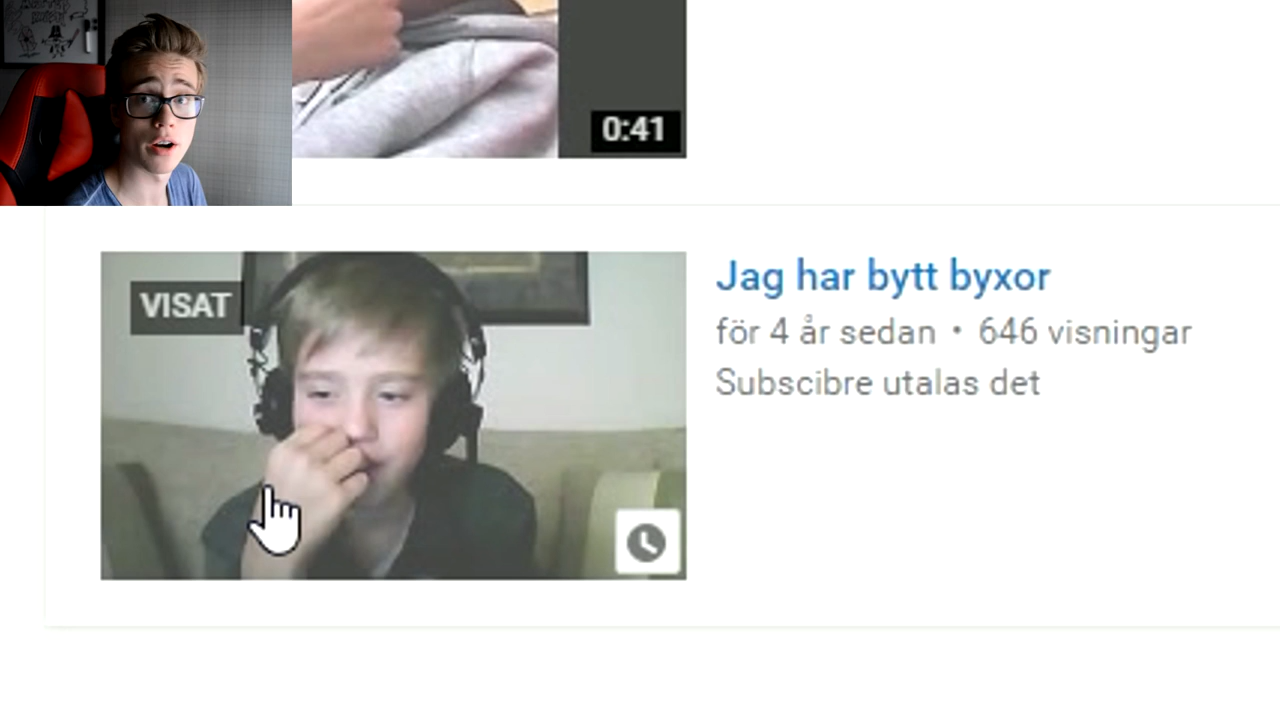 0:41
VISAT
Jag har bytt byxor
för 4 år sedan • 646 visningar
Subscibre utalas det